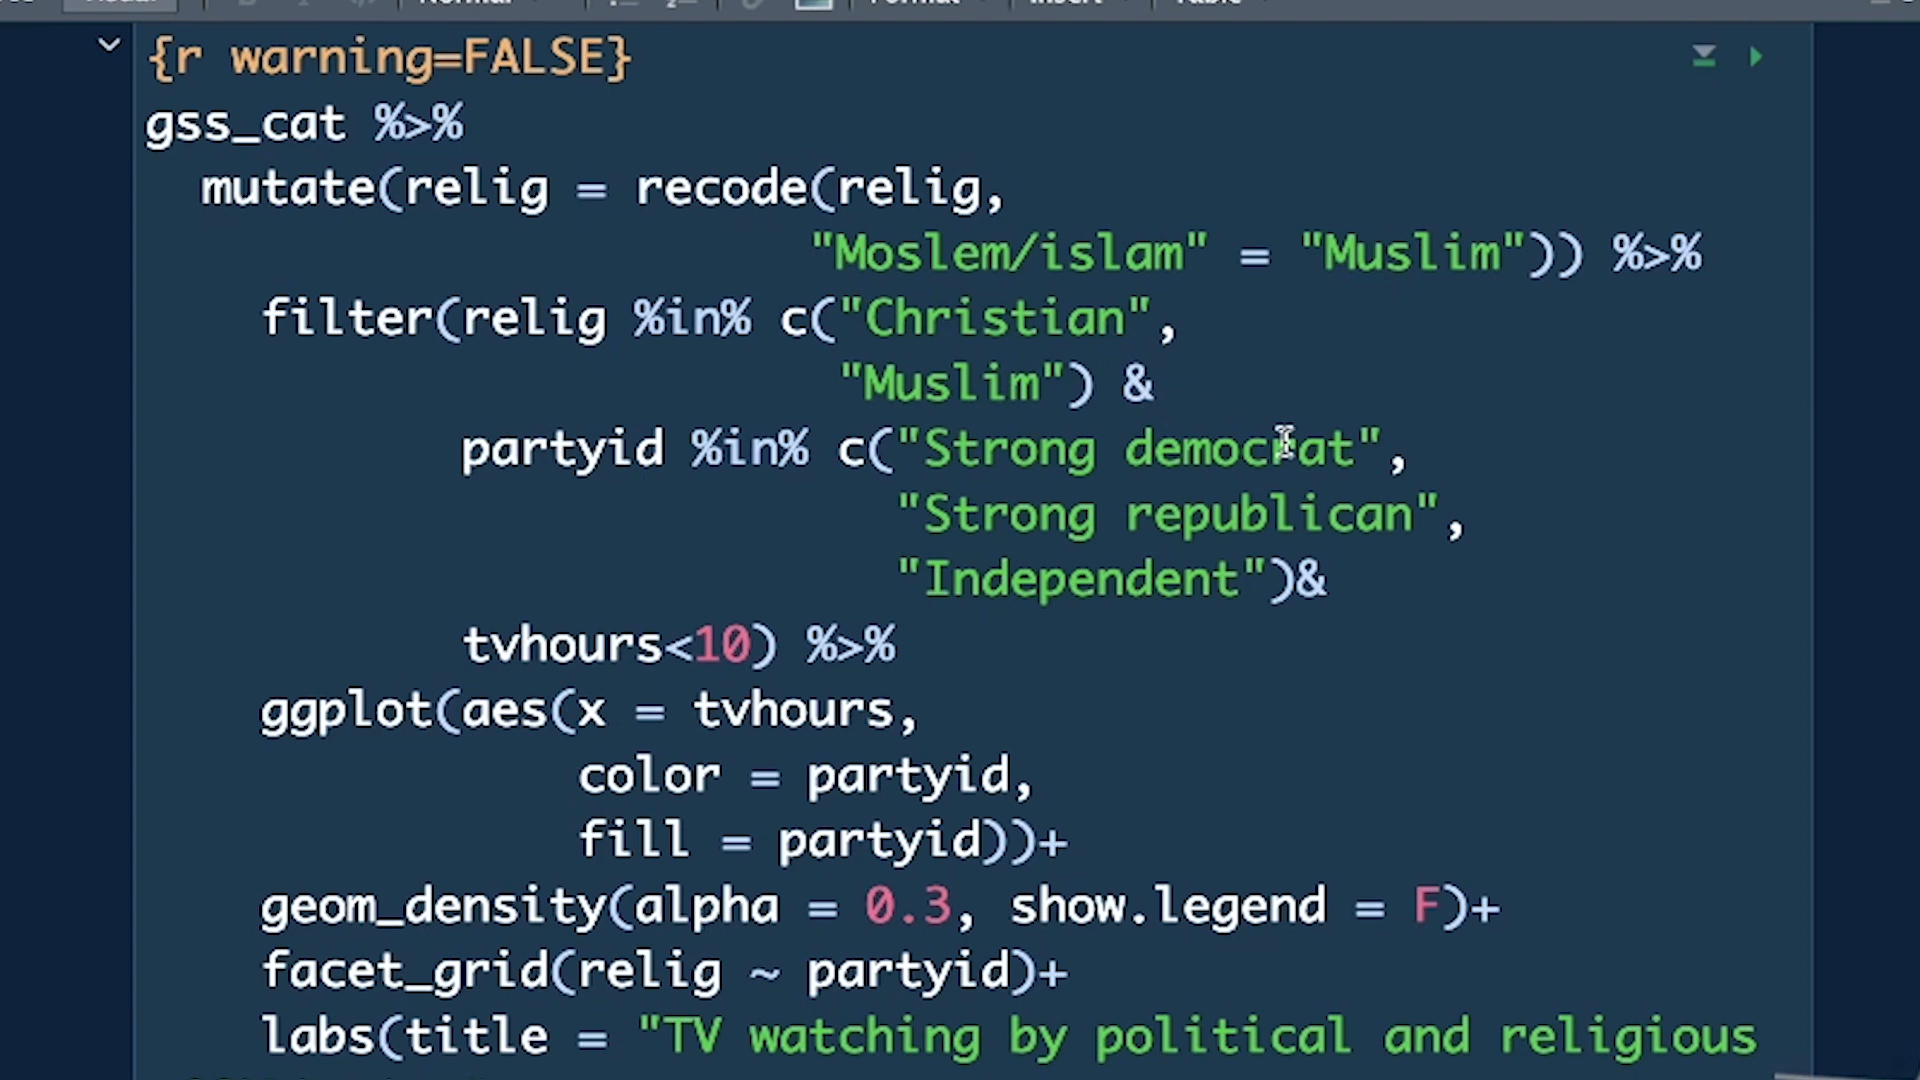 {r warning=FALSE}
gss_cat %>%
mutate(relig = recode(relig,
"Moslem/islam" = "Muslim")) %>%
filter(relig %in% c("Christian",
"Muslim") &
partyid %in% c("Strong democrat",
"Strong republican",
"Independent")&
tvhours<10) %>%
ggplot(aes(x = tvhours,
color = partyid,
fill = partyid))+
geom_density(alpha = 0.3, show.legend = F)+
facet_grid(relig ~ partyid)+
labs(title = "TV watching by political and religious